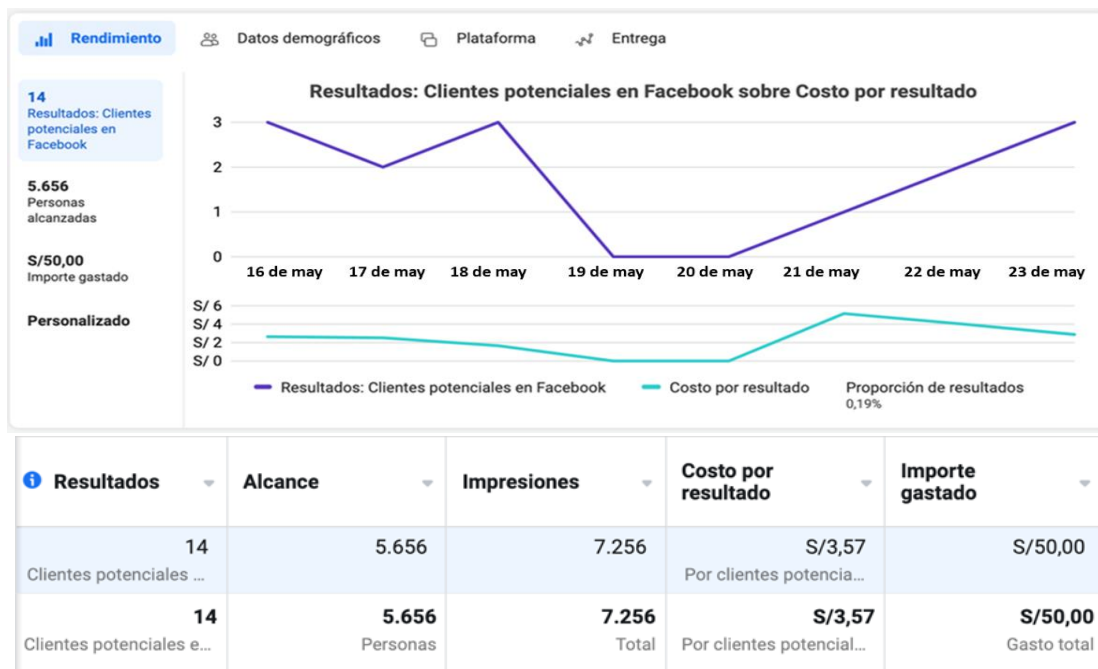 Rendimiento
Datos demográficos
Plataforma
Entrega
14
Resultados: Clientes
potenciales en
Facebook
5.656
Personas
alcanzadas
S/50,00
Importe gastado
Personalizado
Resultados: Clientes potenciales en Facebook sobre Costo por resultado
3
2
1
0
16 de may 17 de may 18 de may 19 de may 20 de may 21 de may 22 de may 23 de may
S/ 6
S/ 4
S/ 2
S/ 0
Resultados: Clientes potenciales en Facebook
Costo por resultado
Proporción de resultados
0,19%
Resultados Alcance Impresiones Costo por
resultado Importe
gastado
14 5.656 7.256 S/3,57 S/50,00
Clientes potenciales ... Por clientes potencia...
14 5.656 7.256 S/3,57 S/50,00
Clientes potenciales e... Personas Total Por clientes potencial... Gasto total